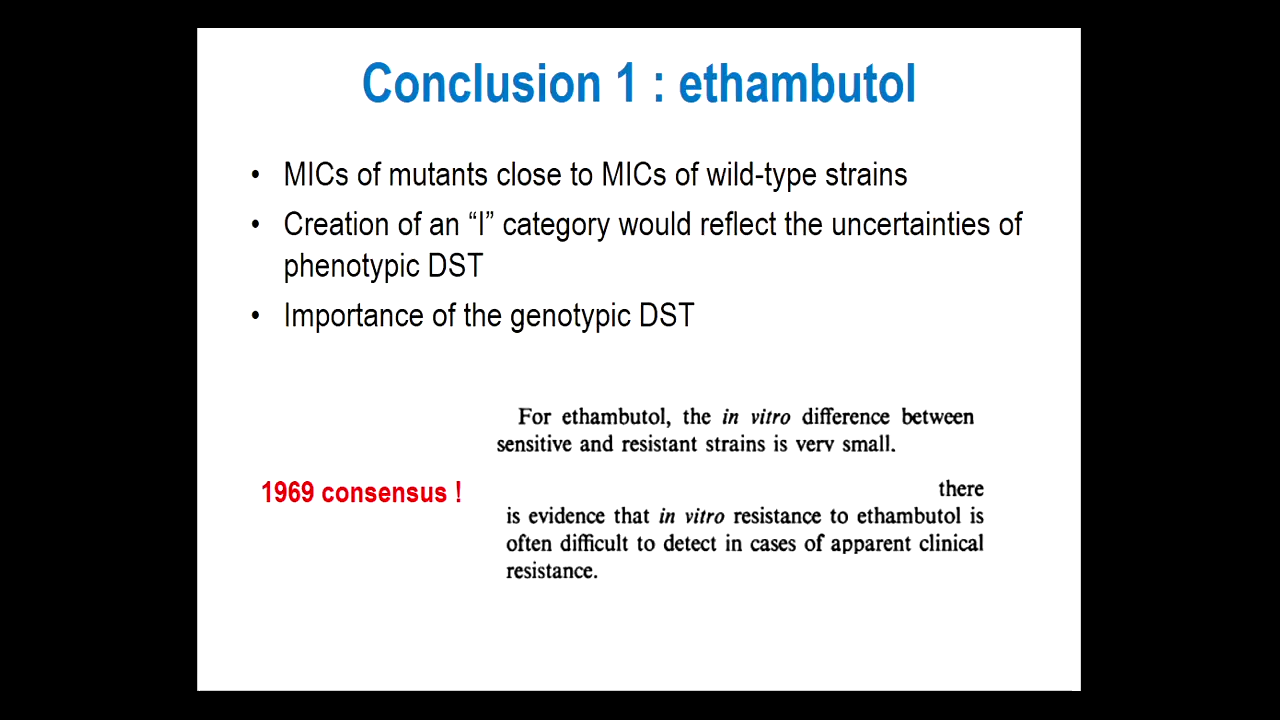 Conclusion 1 : ethambutol
• MICs of mutants close to MICs of wild-type strains
• Creation of an “I” category would reflect the uncertainties of
phenotypic DST
• Importance of the genotypic DST
For ethambutol, the in vitro difference between
sensitive and resistant strains is very small.
1969 consensus !
there
is evidence that in vitro resistance to ethambutol is
often difficult to detect in cases of apparent clinical
resistance.